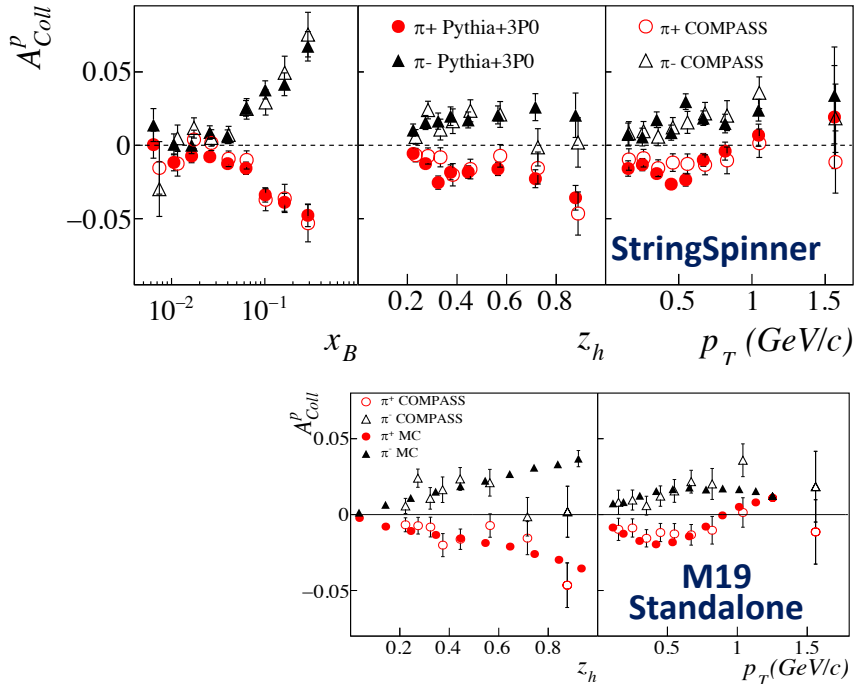 A^p_Coll
0.05
0
−0.05
π+ Pythia+3P0
π- Pythia+3P0
π+ COMPASS
π- COMPASS
StringSpinner
10^−2 10^−1
0.2 0.4 0.6 0.8
0.5 1 1.5
x_B
z_h
p_T (GeV/c)
A^p_Coll
0.05
0
−0.05
π+ COMPASS
π- COMPASS
π+ MC
π- MC
M19
Standalone
0.2 0.4 0.6 0.8
0.5 1 1.5
z_h
p_T (GeV/c)